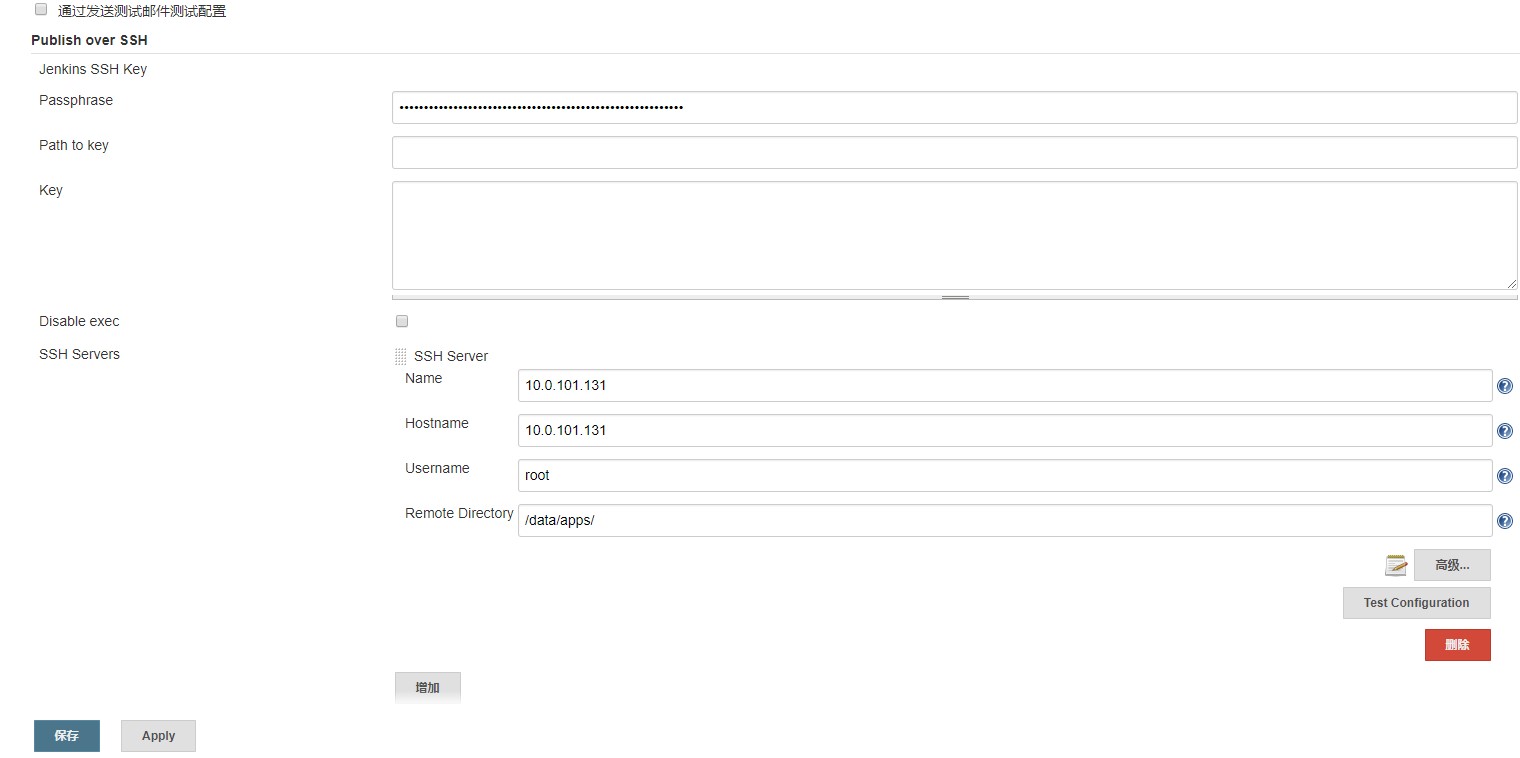 通过发送测试邮件测试配置
Publish over SSH
Jenkins SSH Key
Passphrase
Path to key
Key
Disable exec
SSH Servers
SSH Server
Name
10.0.101.131
Hostname
10.0.101.131
Username
root
Remote Directory
/data/apps/
高级...
Test Configuration
删除
增加
保存
Apply